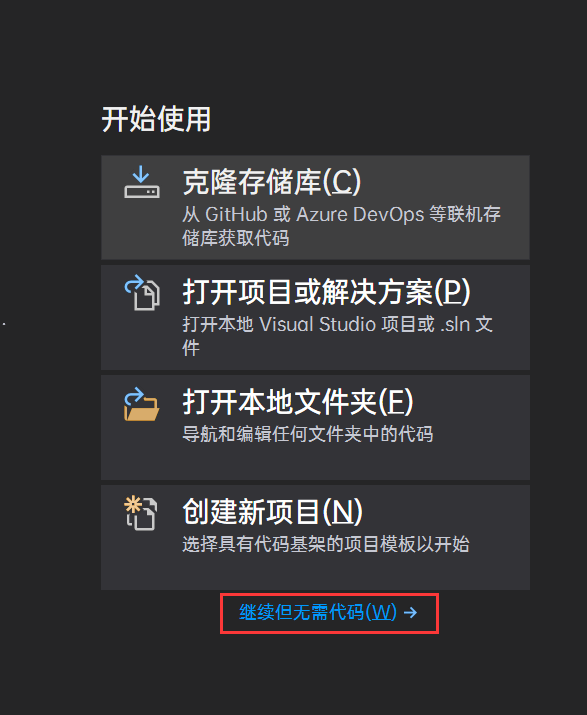 开始使用
克隆存储库(C)
从 GitHub 或 Azure DevOps 等联机存
储库获取代码
打开项目或解决方案(P)
打开本地 Visual Studio 项目或 .sln 文
件
打开本地文件夹(F)
导航和编辑任何文件夹中的代码
创建新项目(N)
选择具有代码基架的项目模板以开始
继续但无需代码(W) →